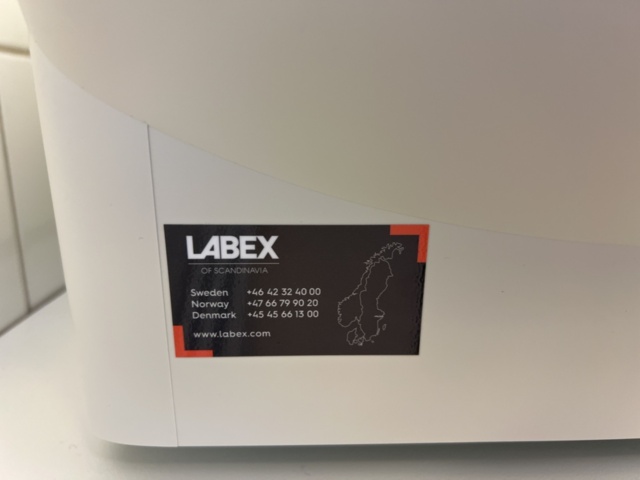 LABEX
OF SCANDINAVIA
Sweden +46 42 32 40 00
Norway +47 66 79 90 20
Denmark +45 45 66 13 00
www.labex.com